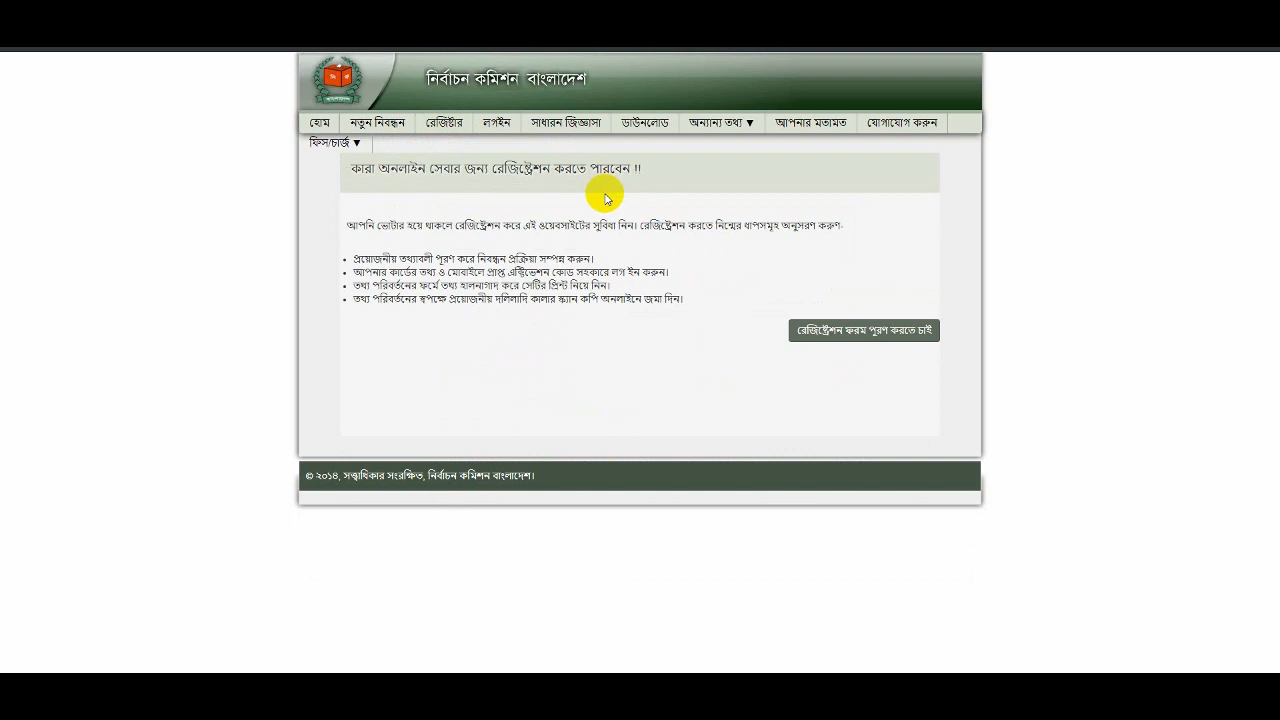 নির্বাচন কমিশন বাংলাদেশ
হোম নতুন নিবন্ধন রেজিষ্টার লগইন সাধারন জিজ্ঞাসা ডাউনলোড অন্যান্য তথ্য ▼ আপনার মতামত যোগাযোগ করুন
ফিস/চার্জ ▼
কারা অনলাইন সেবার জন্য রেজিষ্ট্রেশন করতে পারবেন !!
আপনি ভোটার হয়ে থাকলে রেজিষ্ট্রেশন করে এই ওয়েবসাইটের সুবিধা নিন। রেজিষ্ট্রেশন করতে নিম্নের ধাপসমূহ অনুসরণ করুণ-
• প্রয়োজনীয় তথ্যাবলী পূরণ করে নিবন্ধন প্রক্রিয়া সম্পন্ন করুন।
• আপনার কার্ডের তথ্য ও মোবাইলে প্রাপ্ত এক্টিভেশন কোড সহকারে লগ ইন করুন।
• তথ্য পরিবর্তনের ফর্মে তথ্য হালনাগাদ করে সেটির প্রিন্ট নিয়ে নিন।
• তথ্য পরিবর্তনের স্বপক্ষে প্রয়োজনীয় দলিলাদি কালার স্ক্যান কপি অনলাইনে জমা দিন।
রেজিষ্ট্রেশন ফরম পূরণ করতে চাই
© ২০১৪, সত্ত্বাধিকার সংরক্ষিত, নির্বাচন কমিশন বাংলাদেশ।